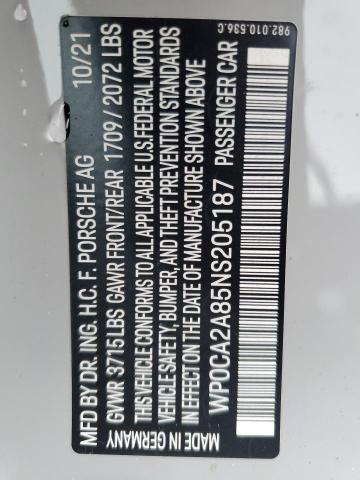 982.010.536.C
MFD BY DR. ING. H.C. F. PORSCHE AG 10/21
GVWR 3715 LBS GAWR FRONT/REAR 1709/2072 LBS
THIS VEHICLE CONFORMS TO ALL APPLICABLE U.S. FEDERAL MOTOR
VEHICLE SAFETY, BUMPER, AND THEFT PREVENTION STANDARDS
IN EFFECT ON THE DATE OF MANUFACTURE SHOWN ABOVE
WP0CA2A85NS205187 PASSENGER CAR
MADE IN GERMANY